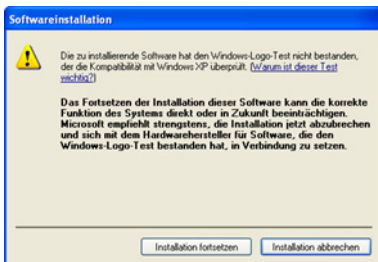 Softwareinstallation
Die zu installierende Software hat den Windows-Logo-Test nicht bestanden,
der die Kompatibilität mit Windows XP überprüft. (Warum ist dieser Test
wichtig?)
Das Fortsetzen der Installation dieser Software kann die korrekte
Funktion des Systems direkt oder in Zukunft beeinträchtigen.
Microsoft empfiehlt strengstens, die Installation jetzt abzubrechen
und sich mit dem Hardwarehersteller für Software, die den
Windows-Logo-Test bestanden hat, in Verbindung zu setzen.
Installation fortsetzen
Installation abbrechen